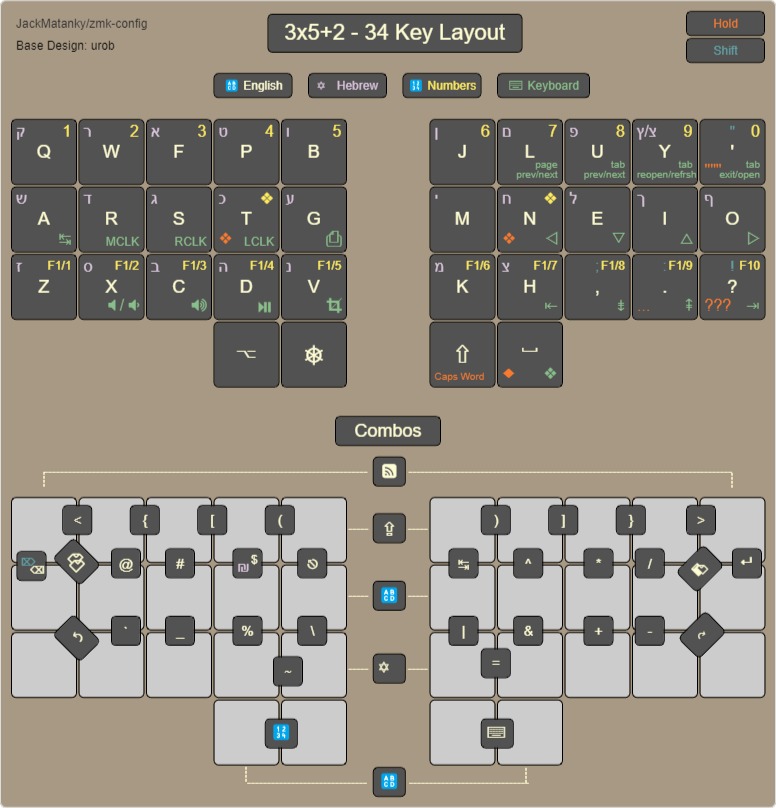 JackMatanky/zmk-config
Base Design: urob
3x5+2 - 34 Key Layout
Hold
Shift
English
Hebrew
Numbers
Keyboard
ק 1 ר 2 א 3 ט 4 ו 5 ן 6 ם 7 פ 8 צ/ץ 9 " 0
Q W F P B J L U Y '
page prev/next
tab prev/next
tab reopen/refrsh
""" tab exit/open
ש ד ג כ ע י ח ל ך ף
A R S T G M N E I O
MCLK RCLK LCLK
ז F1/1 ס F1/2 ב F1/3 ה F1/4 נ F1/5 מ F1/6 צ F1/7 ; F1/8 : F1/9 ! F10
Z X C D V K H , . ?
/
... ???
Caps Word
Combos
< { [ ( ) ] } >
@ # ₪ $ ^ * /
ABCD
` _ % \ | & + -
~ =
1234
ABCD